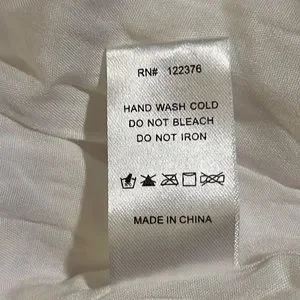 RN# 122376
HAND WASH COLD
DO NOT BLEACH
DO NOT IRON
MADE IN CHINA